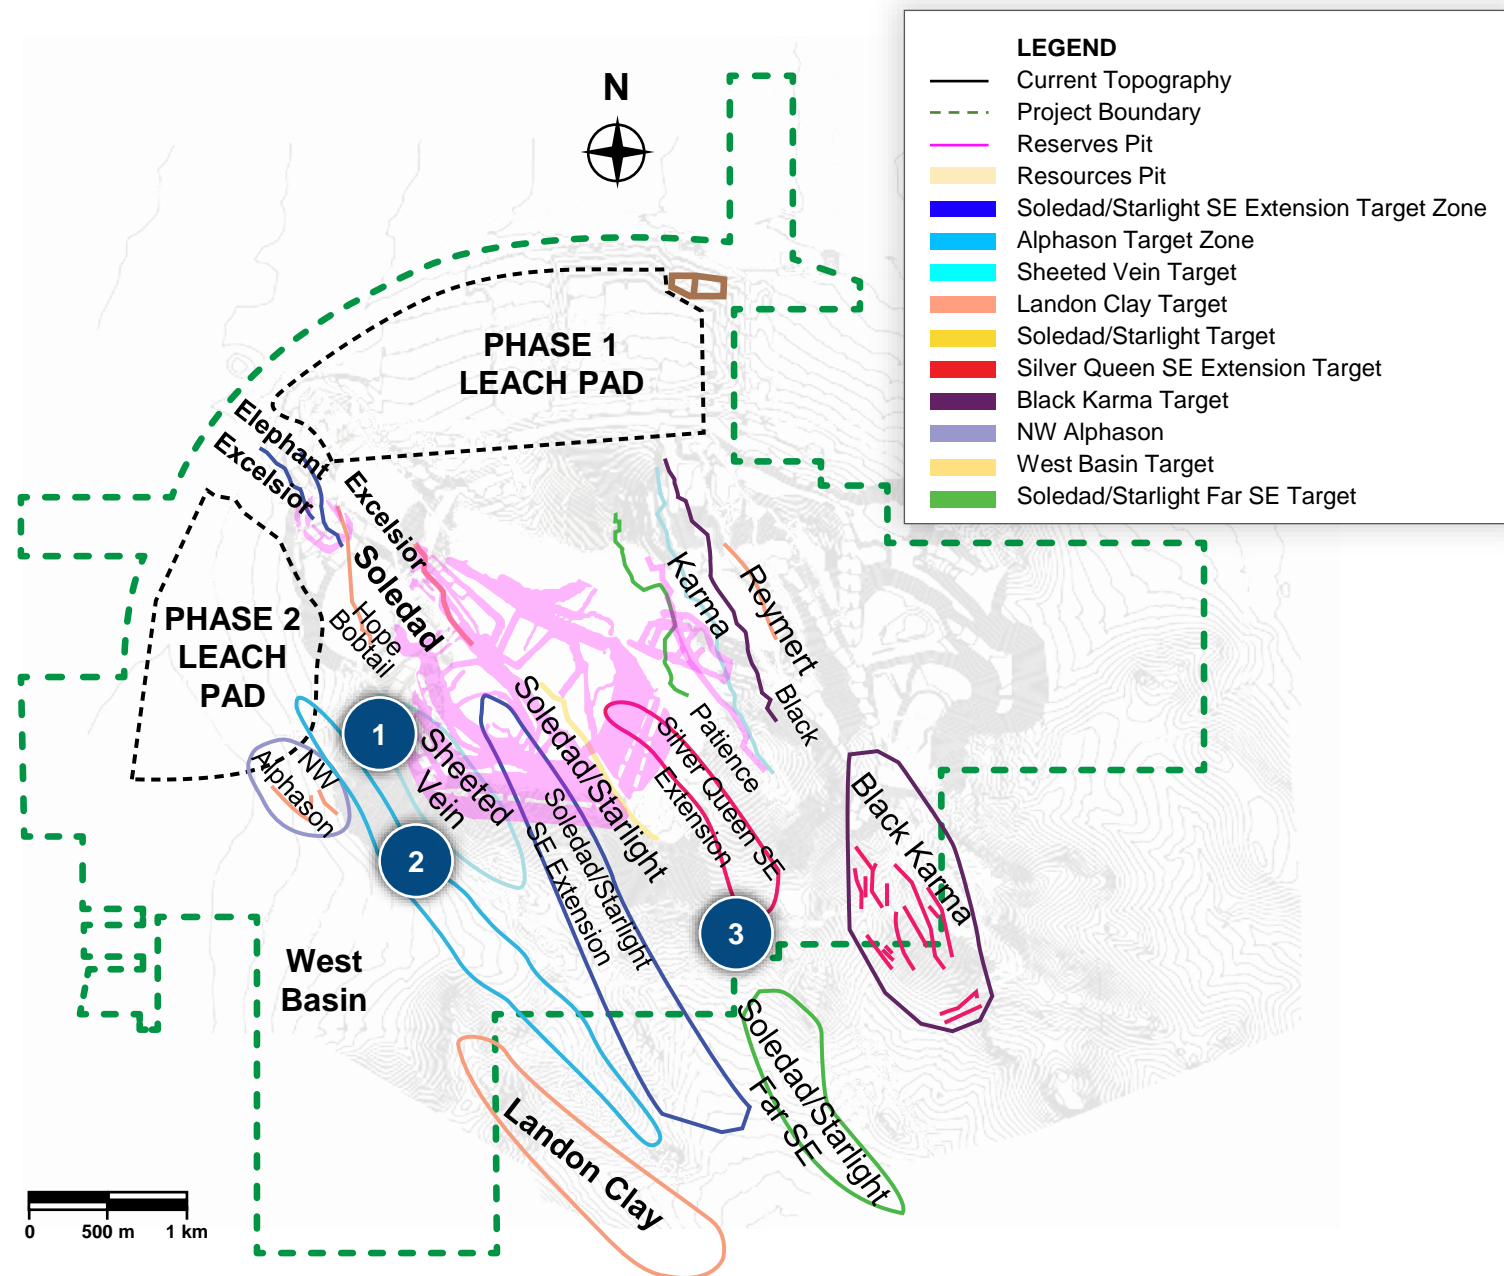 LEGEND
Current Topography
Project Boundary
Reserves Pit
Resources Pit
Soledad/Starlight SE Extension Target Zone
Alphason Target Zone
Sheeted Vein Target
Landon Clay Target
Soledad/Starlight Target
Silver Queen SE Extension Target
Black Karma Target
NW Alphason
West Basin Target
Soledad/Starlight Far SE Target
N
PHASE 1
LEACH PAD
Elephant
Excelsior
Excelsior
Soledad
Hope
Bobtail
PHASE 2
LEACH
PAD
Karma
Reymert
Black
Patience
1
NW
Alphason
Sheeted
Vein
2
Soledad/Starlight
Soledad/Starlight
SE Extension
Silver Queen SE
Extension
3
Black Karma
West
Basin
Soledad/Starlight
Far SE
Landon Clay
0 500 m 1 km